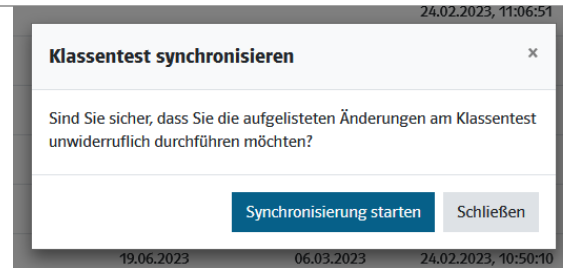 24.02.2023, 11:06:51
Klassentest synchronisieren ×
Sind Sie sicher, dass Sie die aufgelisteten Änderungen am Klassentest
unwiderruflich durchführen möchten?
Synchronisierung starten Schließen
19.06.2023 06.03.2023 24.02.2023, 10:50:10